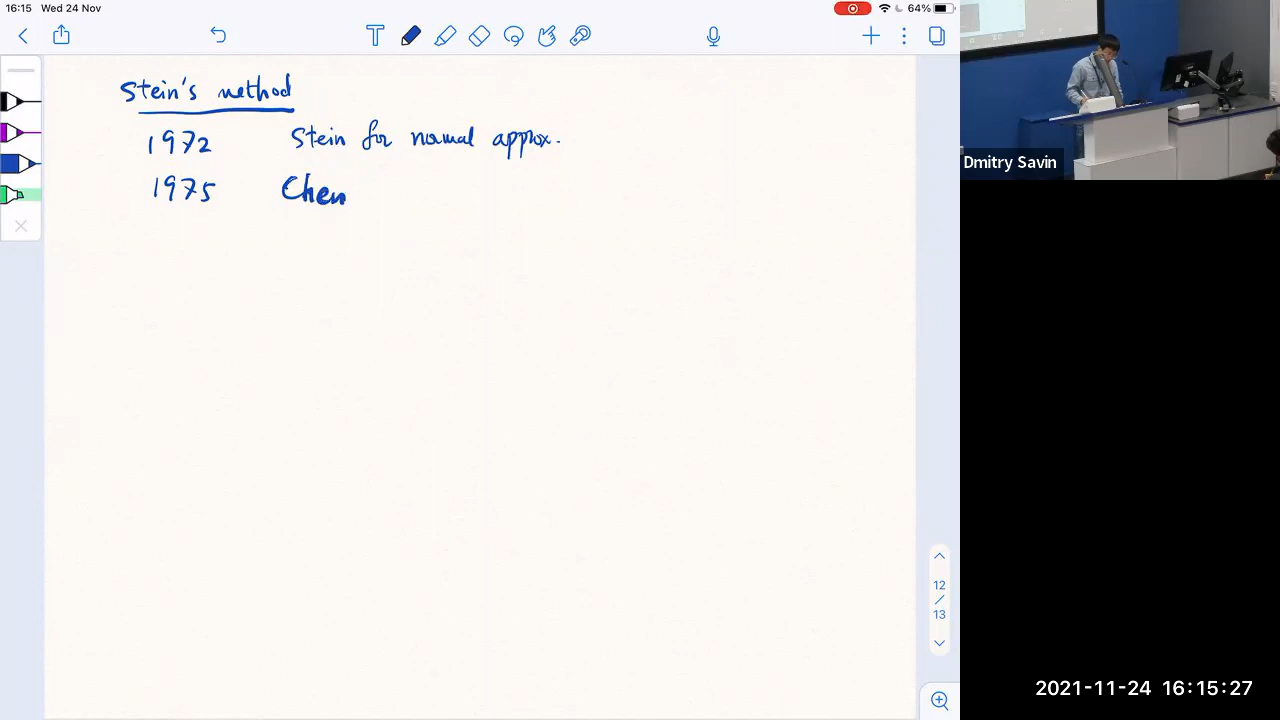 16:15 Wed 24 Nov
64%
Stein's method
1972 Stein for normal approx.
1975 Chen
Dmitry Savin
12
/
13
2021-11-24 16:15:27